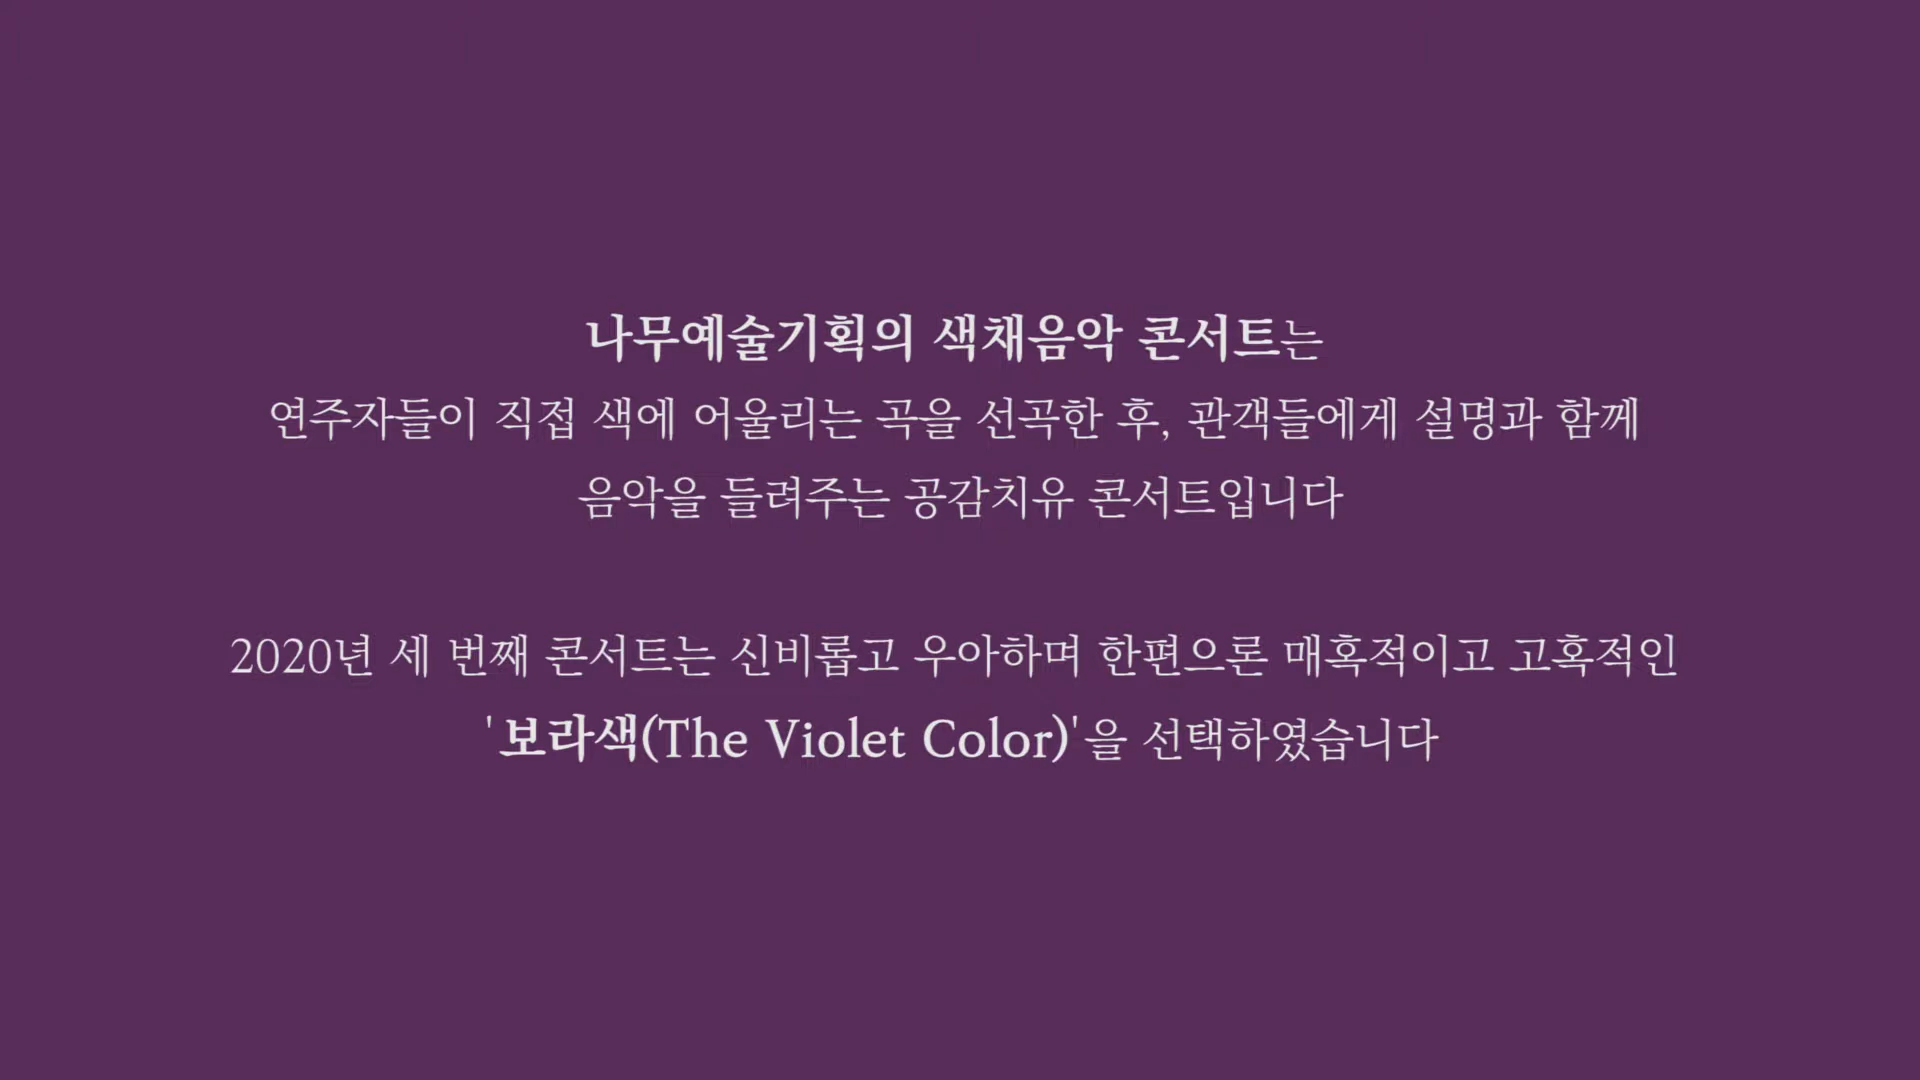 나무예술기획의 색채음악 콘서트는
연주자들이 직접 색에 어울리는 곡을 선곡한 후, 관객들에게 설명과 함께
음악을 들려주는 공감치유 콘서트입니다
2020년 세 번째 콘서트는 신비롭고 우아하며 한편으론 매혹적이고 고혹적인
'보라색(The Violet Color)'을 선택하였습니다